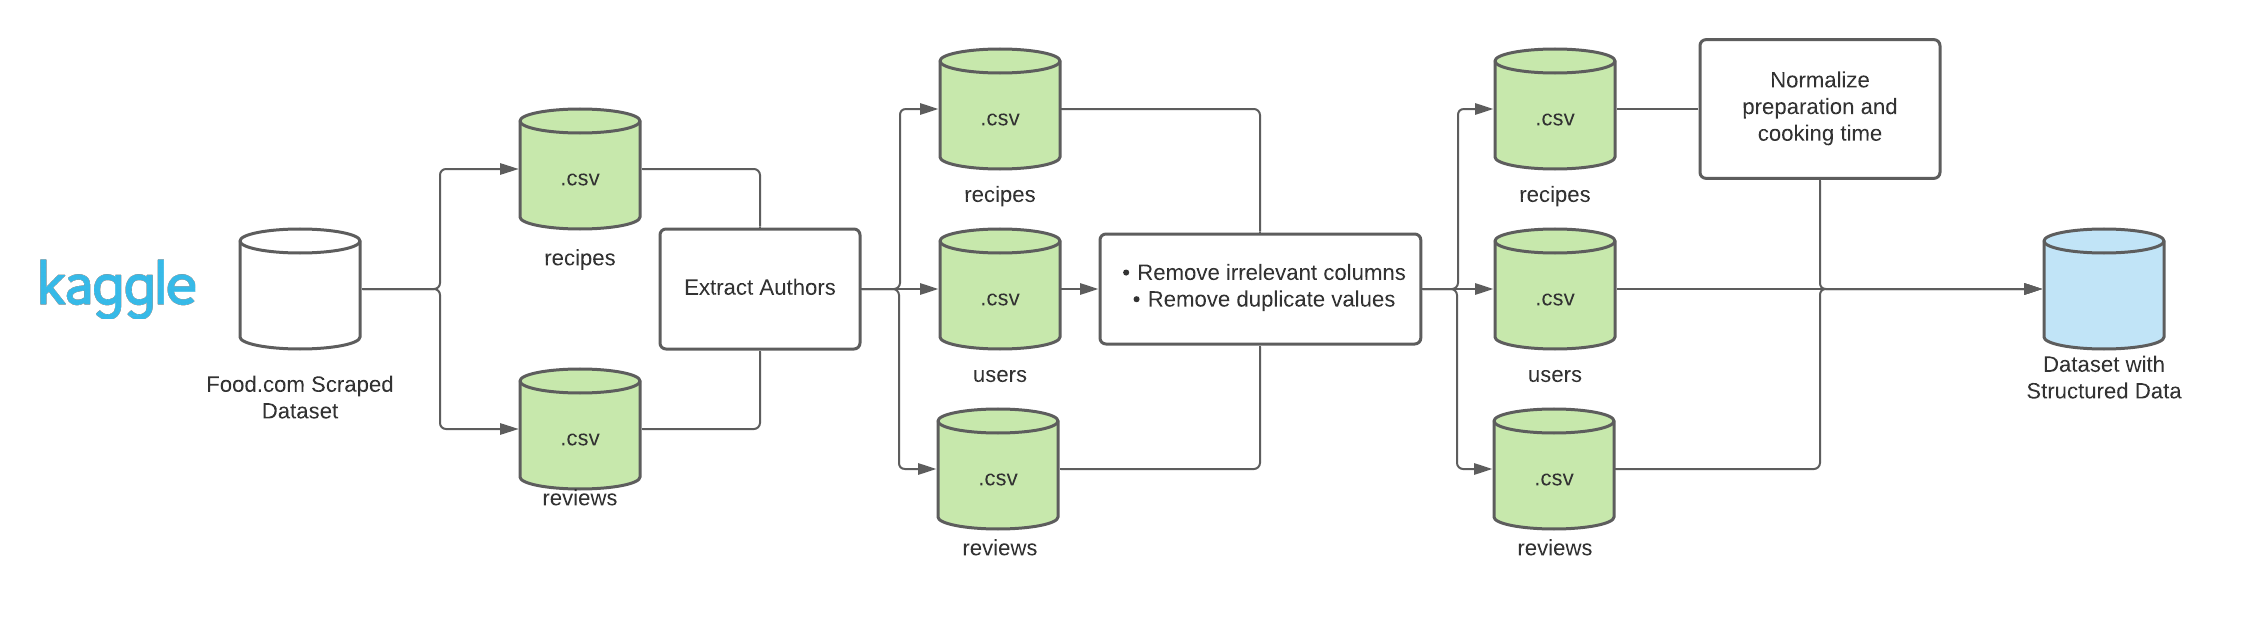 kaggle
Food.com Scraped
Dataset
.csv
recipes
.csv
reviews
Extract Authors
.csv
recipes
.csv
users
.csv
reviews
• Remove irrelevant columns
• Remove duplicate values
.csv
recipes
.csv
users
.csv
reviews
Normalize
preparation and
cooking time
Dataset with
Structured Data